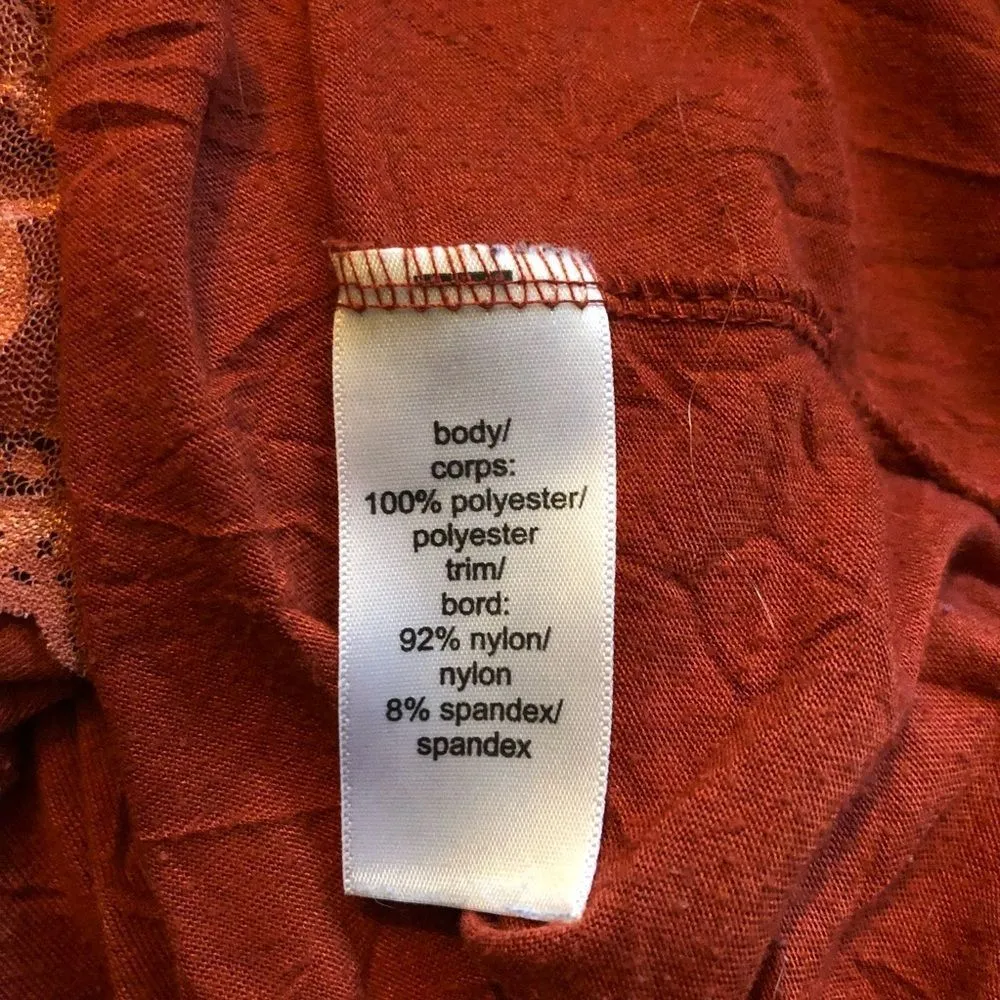 body/
corps:
100% polyester/
polyester
trim/
bord:
92% nylon/
nylon
8% spandex/
spandex